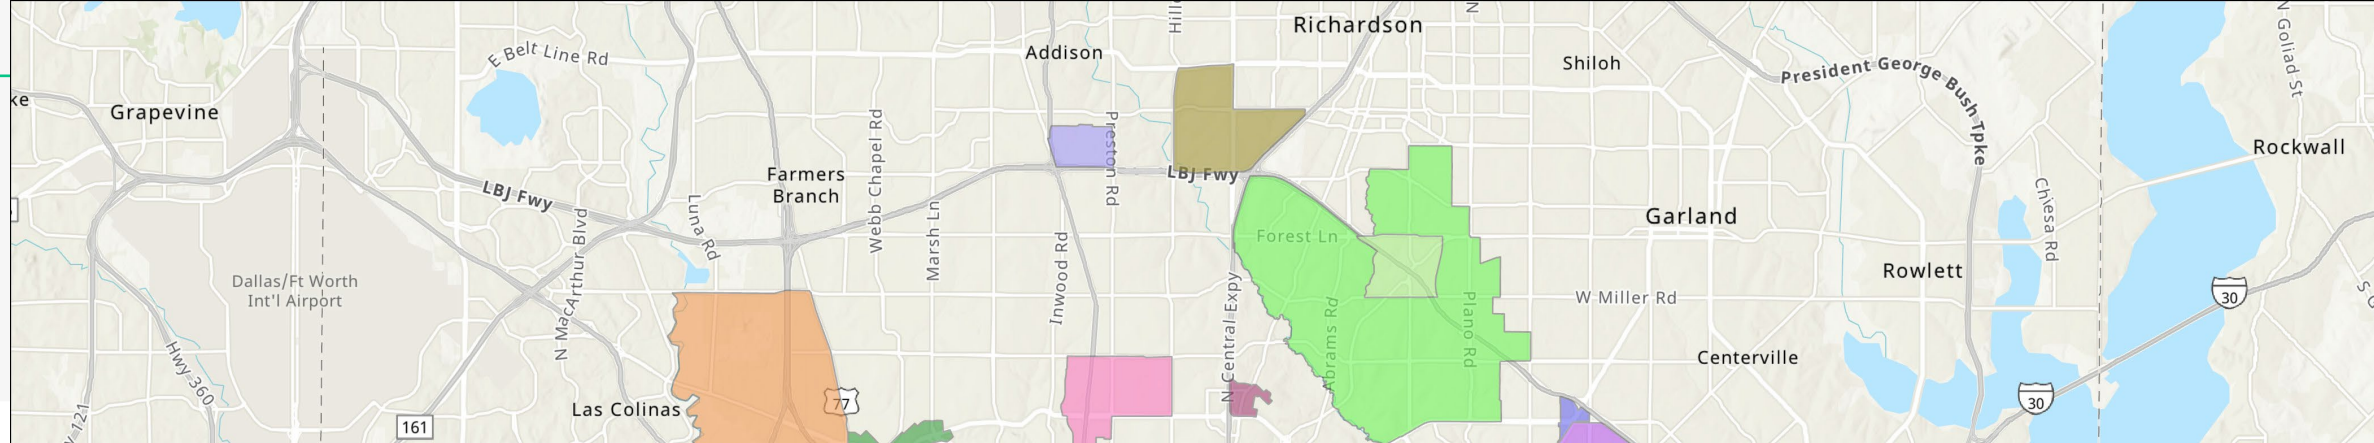 Richardson
Addison
Hill
N
Shiloh
N Goliad St
E Belt Line Rd
President George Bush Tpke
ke
Grapevine
Rockwall
Preston Rd
Webb Chapel Rd
Farmers
Branch
LBJ Fwy
LBJ Fwy
Marsh Ln
Luna Rd
Garland
Chiesa Rd
N MacArthur Blvd
Forest Ln
Inwood Rd
Rowlett
Dallas/Ft Worth
Int'l Airport
W Miller Rd
30
N Central Expy
Abrams Rd
Plano Rd
Centerville
Hwy 360
77
30
Las Colinas
161
121